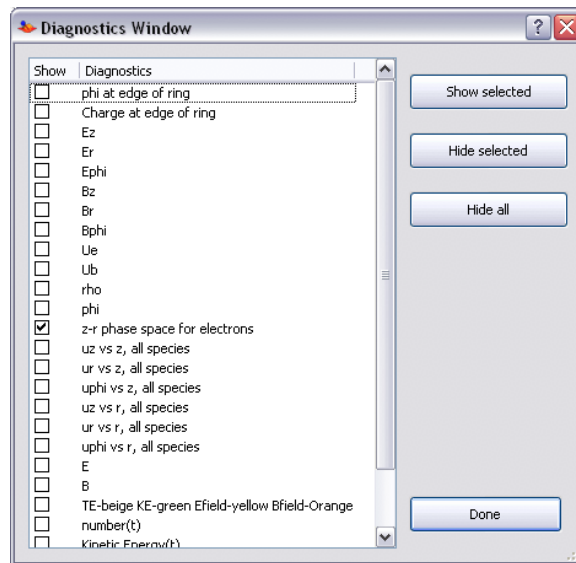 Diagnostics Window
Show Diagnostics
phi at edge of ring
Charge at edge of ring
Ez
Er
Ephi
Bz
Br
Bphi
Ue
Ub
rho
phi
z-r phase space for electrons
uz vs z, all species
ur vs z, all species
uphi vs z, all species
uz vs r, all species
ur vs r, all species
uphi vs r, all species
E
B
TE-beige KE-green Efield-yellow Bfield-Orange
number(t)
Kinetic Energy(t)
Show selected
Hide selected
Hide all
Done